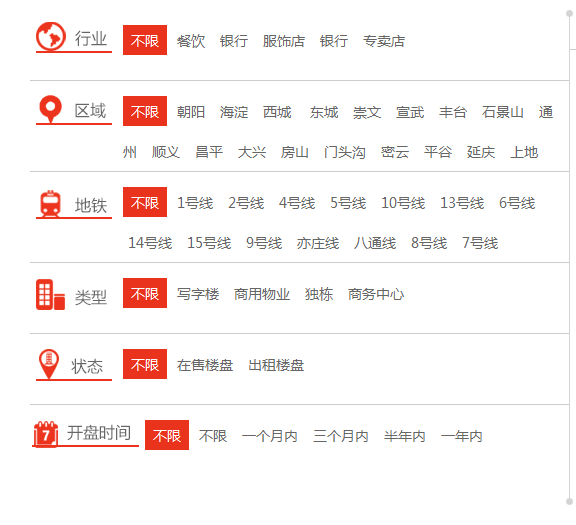 行业 不限 餐饮 银行 服饰店 银行 专卖店
区域 不限 朝阳 海淀 西城 东城 崇文 宣武 丰台 石景山 通
州 顺义 昌平 大兴 房山 门头沟 密云 平谷 延庆 上地
地铁 不限 1号线 2号线 4号线 5号线 10号线 13号线 6号线
14号线 15号线 9号线 亦庄线 八通线 8号线 7号线
类型 不限 写字楼 商用物业 独栋 商务中心
状态 不限 在售楼盘 出租楼盘
7 开盘时间 不限 不限 一个月内 三个月内 半年内 一年内